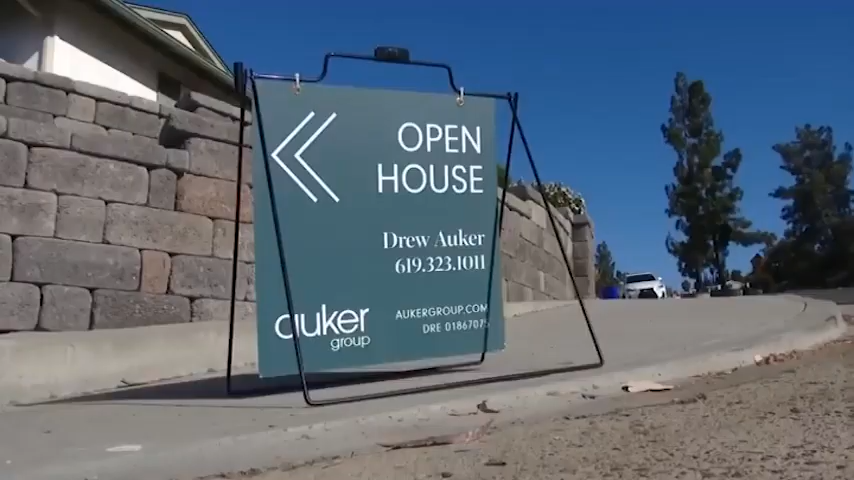 OPEN
HOUSE
Drew Auker
619.323.1011
auker
group
AUKERGROUP.COM
DRE 01867075